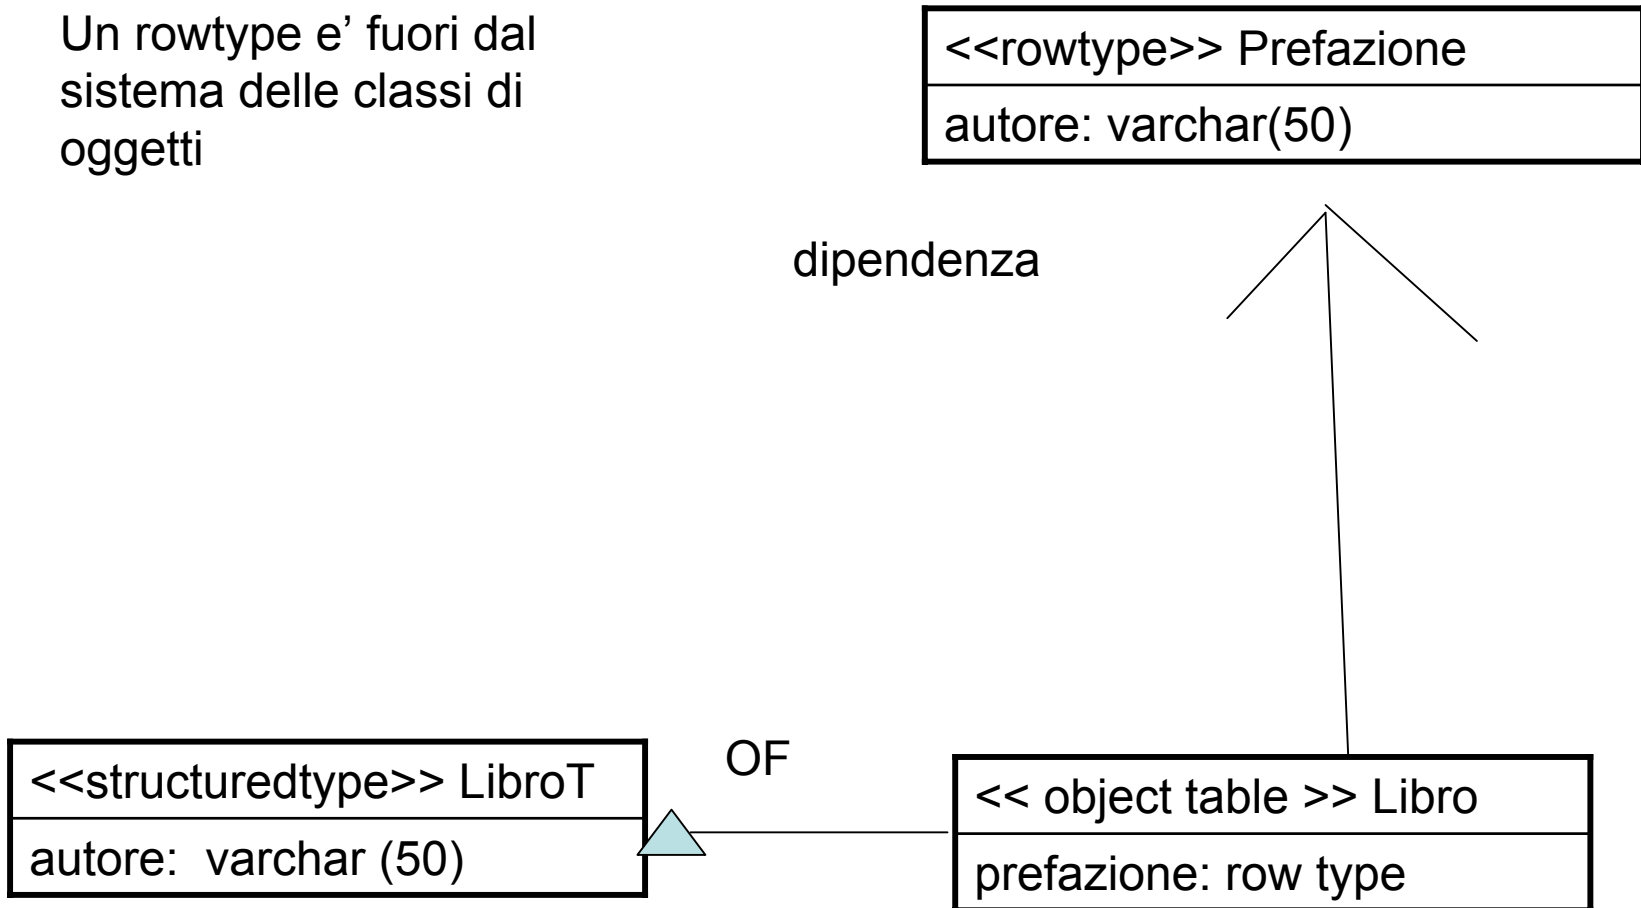 Un rowtype e’ fuori dal
sistema delle classi di
oggetti
<<rowtype>> Prefazione
autore: varchar(50)
dipendenza
<<structuredtype>> LibroT
autore:  varchar (50)
OF
<< object table >> Libro
prefazione: row type